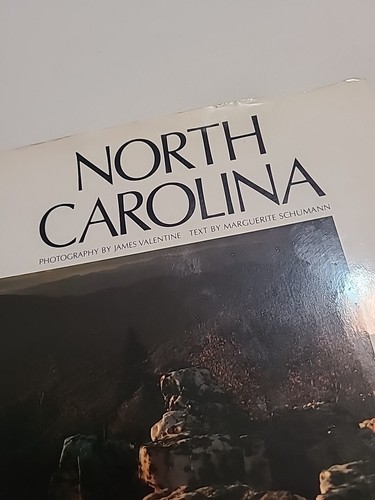 NORTH
CAROLINA
PHOTOGRAPHY BY JAMES VALENTINE TEXT BY MARGUERITE SCHUMANN